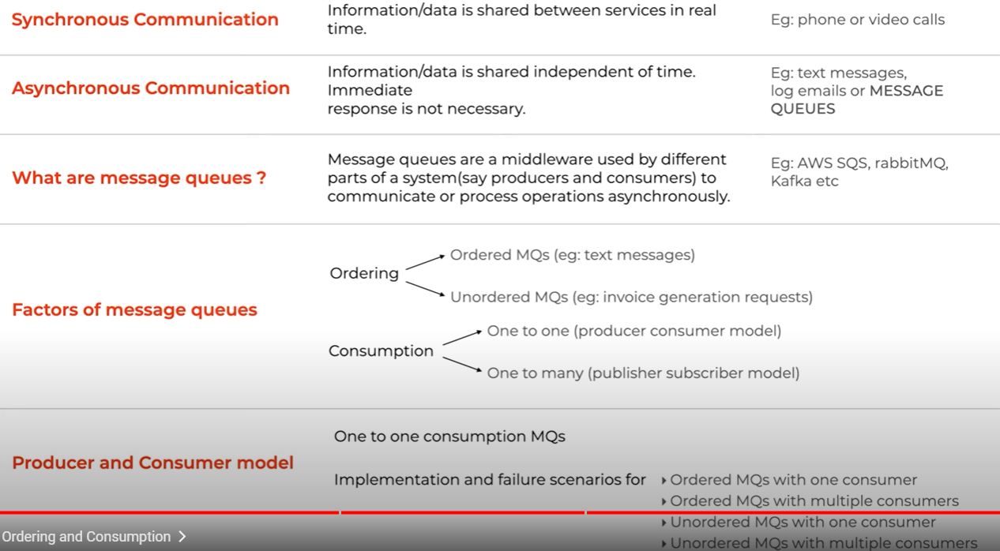 Synchronous Communication
Information/data is shared between services in real
time.
Eg: phone or video calls
Asynchronous Communication
Information/data is shared independent of time.
Immediate
response is not necessary.
Eg: text messages,
log emails or MESSAGE
QUEUES
What are message queues ?
Message queues are a middleware used by different
parts of a system(say producers and consumers) to
communicate or process operations asynchronously.
Eg: AWS SQS, rabbitMQ,
Kafka etc
Factors of message queues
Ordering
Ordered MQs (eg: text messages)
Unordered MQs (eg: invoice generation requests)
Consumption
One to one (producer consumer model)
One to many (publisher subscriber model)
Producer and Consumer model
One to one consumption MQs
Implementation and failure scenarios for
Ordered MQs with one consumer
Ordered MQs with multiple consumers
Unordered MQs with one consumer
Unordered MQs with multiple consumers
Ordering and Consumption